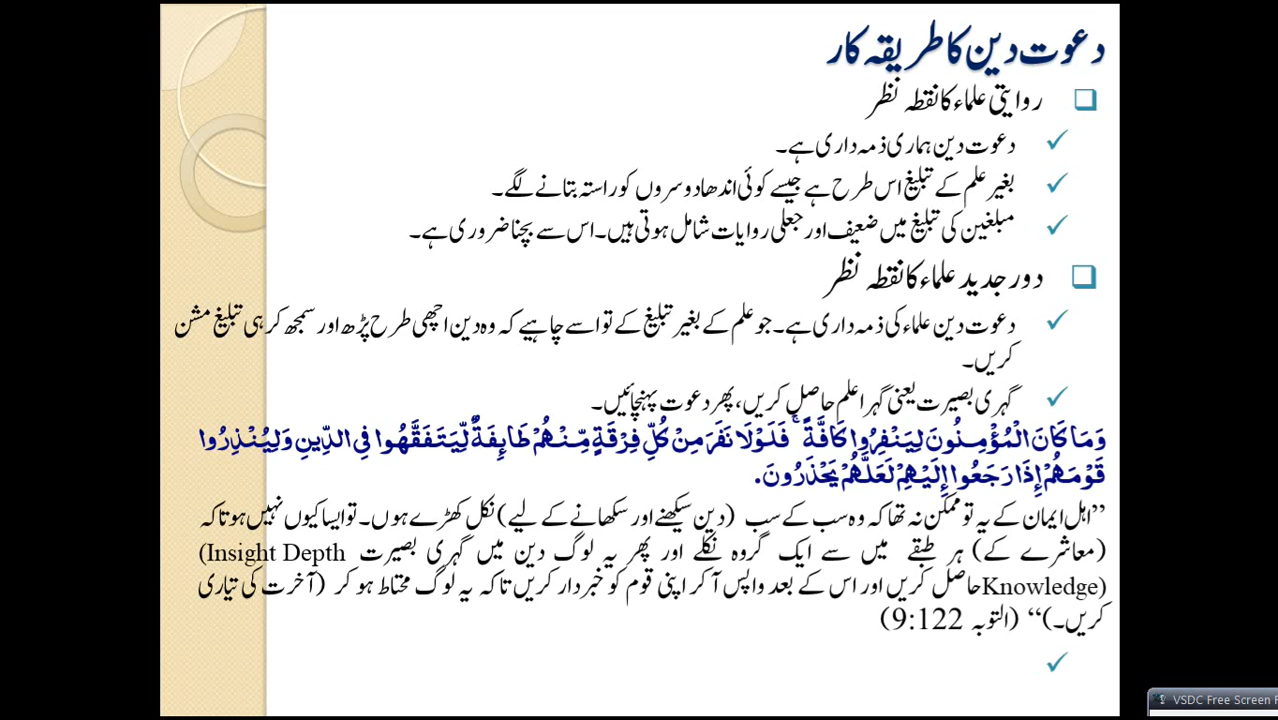 دعوت دین کا طریقہ کار
روایتی علماء کا نقطہ نظر
دعوت دین ہماری ذمہ داری ہے۔
بغیر علم کے تبلیغ اس طرح ہے جیسے کوئی اندھا دوسروں کو راستہ بتانے لگے۔
مبلغین کی تبلیغ میں ضعیف اور جعلی روایات شامل ہوتی ہیں۔ اس سے بچنا ضروری ہے۔
دور جدید علماء کا نقطہ نظر
دعوت دین علماء کی ذمہ داری ہے۔ جو علم کے بغیر تبلیغ کے تو اسے چاہیے کہ وہ دین اچھی طرح پڑھ اور سمجھ کر ہی تبلیغ مشن
کریں۔
گہری بصیرت یعنی گہرا علم حاصل کریں، پھر دعوت پہنچائیں۔
وَمَا كَانَ الْمُؤْمِنُونَ لِيَنْفِرُوا كَافَّةً ۚ فَلَوْلَا نَفَرَ مِنْ كُلِّ فِرْقَةٍ مِنْهُمْ طَائِفَةٌ لِيَتَفَقَّهُوا فِي الدِّينِ وَلِيُنْذِرُوا
قَوْمَهُمْ إِذَا رَجَعُوا إِلَيْهِمْ لَعَلَّهُمْ يَحْذَرُونَ.
’’اہل ایمان کے یہ تو ممکن نہ تھا کہ وہ سب کے سب (دین سیکھنے اور سکھانے کے لیے) نکل کھڑے ہوں۔ تو ایسا کیوں نہیں ہوتا کہ
(معاشرے کے) ہر طبقے میں سے ایک گروہ نکلے اور پھر یہ لوگ دین میں گہری بصیرت (Insight Depth
Knowledge) حاصل کریں اور اس کے بعد واپس آ کر اپنی قوم کو خبردار کریں تاکہ یہ لوگ محتاط ہو کر (آخرت کی تیاری
کریں۔)‘‘ (التوبہ 9:122)
VSDC Free Screen